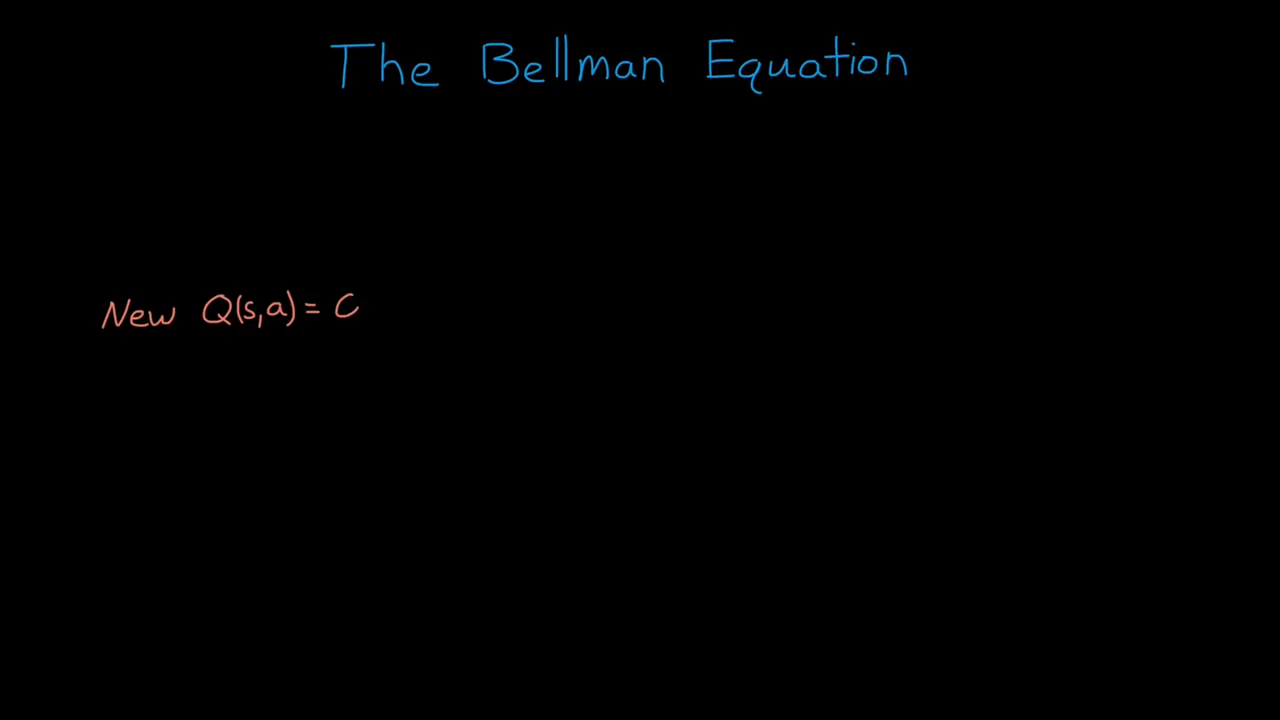 The Bellman Equation
New Q(s,a) = C